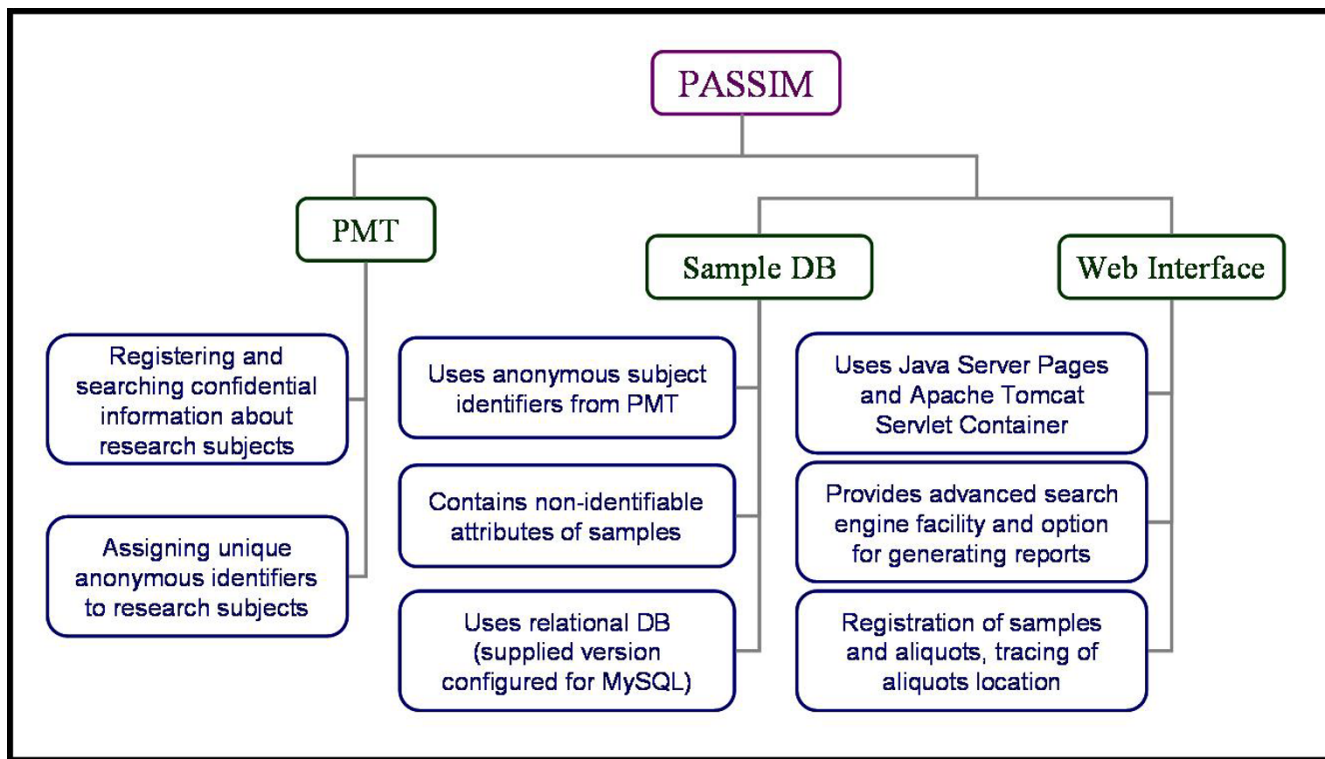 PASSIM
PMT
Registering and
searching confidential
information about
research subjects
Assigning unique
anonymous identifiers
to research subjects
Sample DB
Uses anonymous subject
identifiers from PMT
Contains non-identifiable
attributes of samples
Uses relational DB
(supplied version
configured for MySQL)
Web Interface
Uses Java Server Pages
and Apache Tomcat
Servlet Container
Provides advanced search
engine facility and option
for generating reports
Registration of samples
and aliquots, tracing of
aliquots location